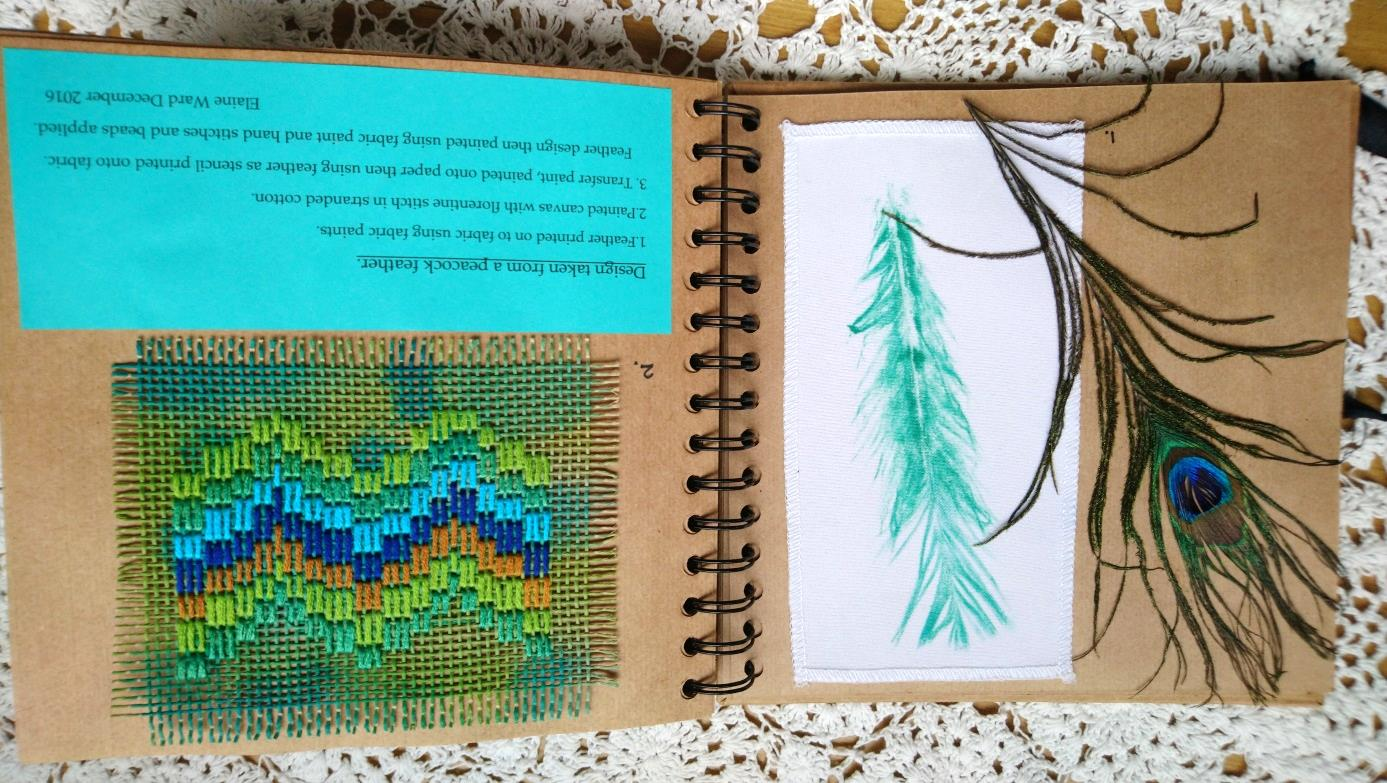 Design taken from a peacock feather.
1.Feather printed on to fabric using fabric paints.
2.Painted canvas with florentine stitch in stranded cotton.
3. Transfer paint, painted onto paper then using feather as stencil printed onto fabric.
Feather design then painted using fabric paint and hand stitches and beads applied.
Elaine Ward December 2016
2.
1.